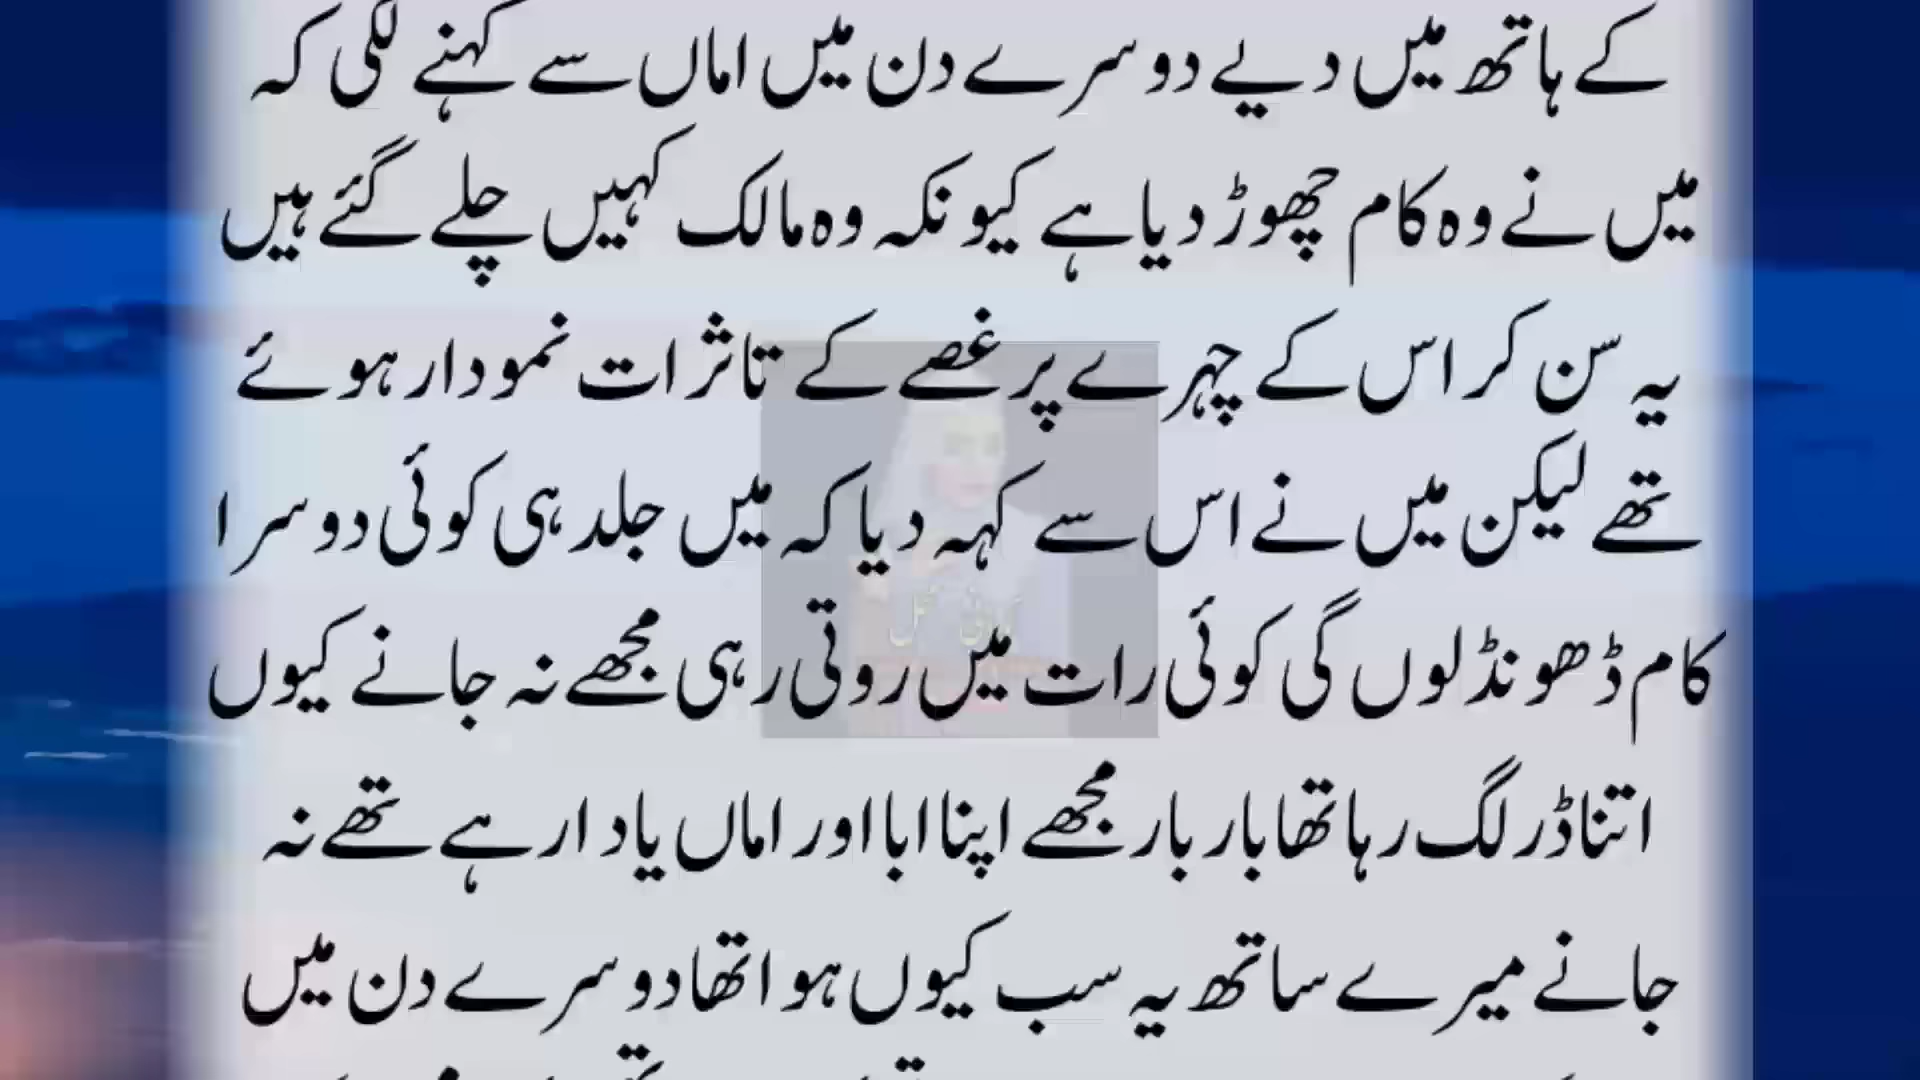 کے ہاتھ میں دیے دوسرے دن میں اماں سے کہنے لگی کہ
میں نے وہ کام چھوڑ دیا ہے کیونکہ وہ مالک کہیں چلے گئے ہیں
یہ سن کر اس کے چہرے پر غصے کے تاثرات نمودار ہوئے
تھے لیکن میں نے اس سے کہہ دیا کہ میں جلد ہی کوئی دوسرا
کام ڈھونڈ لوں گی کوئی رات میں روتی رہی مجھے نہ جانے کیوں
اتنا ڈر لگ رہا تھا بار بار مجھے اپنا ابا اور اماں یاد ارہے تھے نہ
جانے میرے ساتھ یہ سب کیوں ہوا تھا دوسرے دن میں